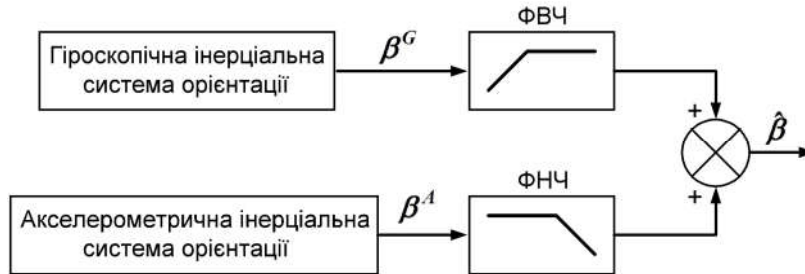 ФВЧ
Гіроскопічна інерціальна
система орієнтації
β^G
+
β̂
+
ФНЧ
Акселерометрична інерціальна
система орієнтації
β^A